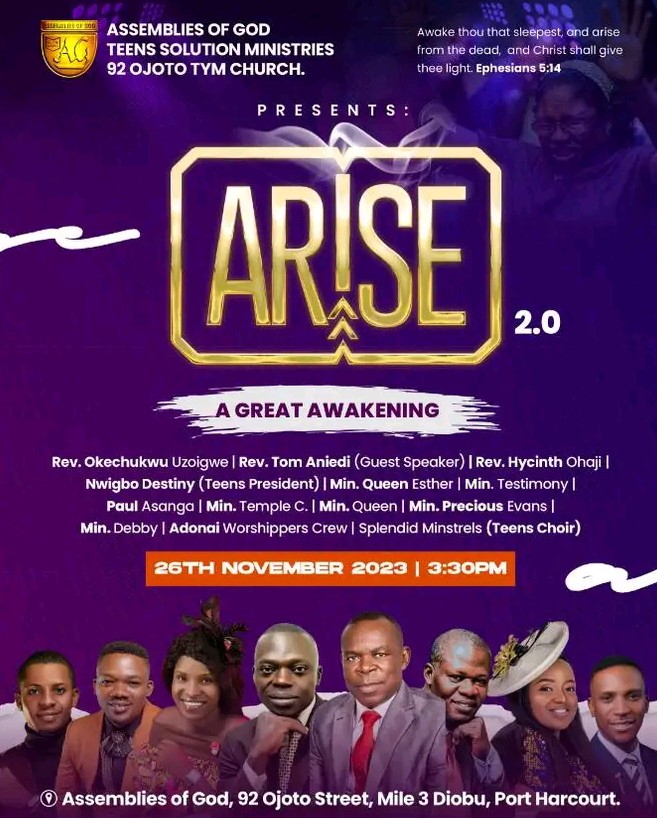 ASSEMBLIES OF GOD
TEENS SOLUTION MINISTRIES
92 OJOTO TYM CHURCH.
Awake thou that sleepest, and arise
from the dead, and Christ shall give
thee light. Ephesians 5:14
PRESENTS:
ARISE
2.0
A GREAT AWAKENING
Rev. Okechukwu Uzoigwe | Rev. Tom Aniedi (Guest Speaker) | Rev. Hycinth Ohaji |
Nwigbo Destiny (Teens President) | Min. Queen Esther | Min. Testimony |
Paul Asanga | Min. Temple C. | Min. Queen | Min. Precious Evans |
Min. Debby | Adonai Worshippers Crew | Splendid Minstrels (Teens Choir)
26TH NOVEMBER 2023 | 3:30PM
Assemblies of God, 92 Ojoto Street, Mile 3 Diobu, Port Harcourt.